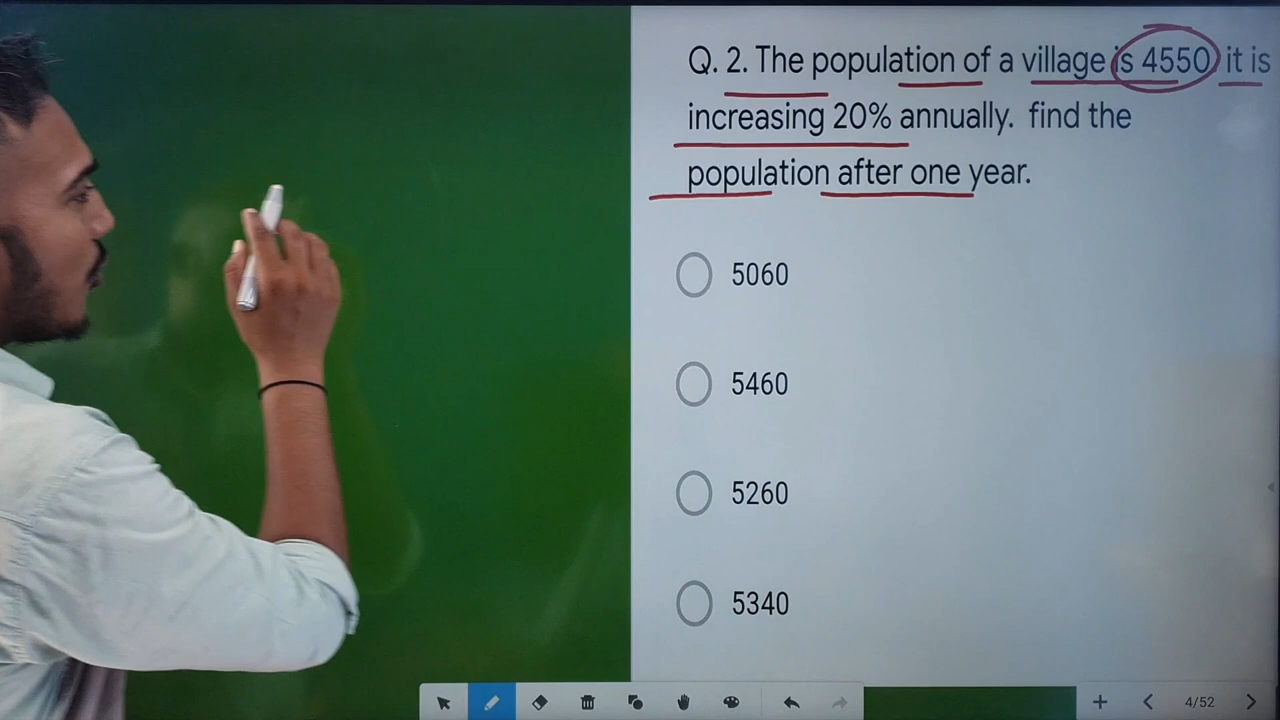 Q. 2. The population of a village is 4550, it is
increasing 20% annually.  find the
population after one year.
5060
5460
5260
5340
4/52